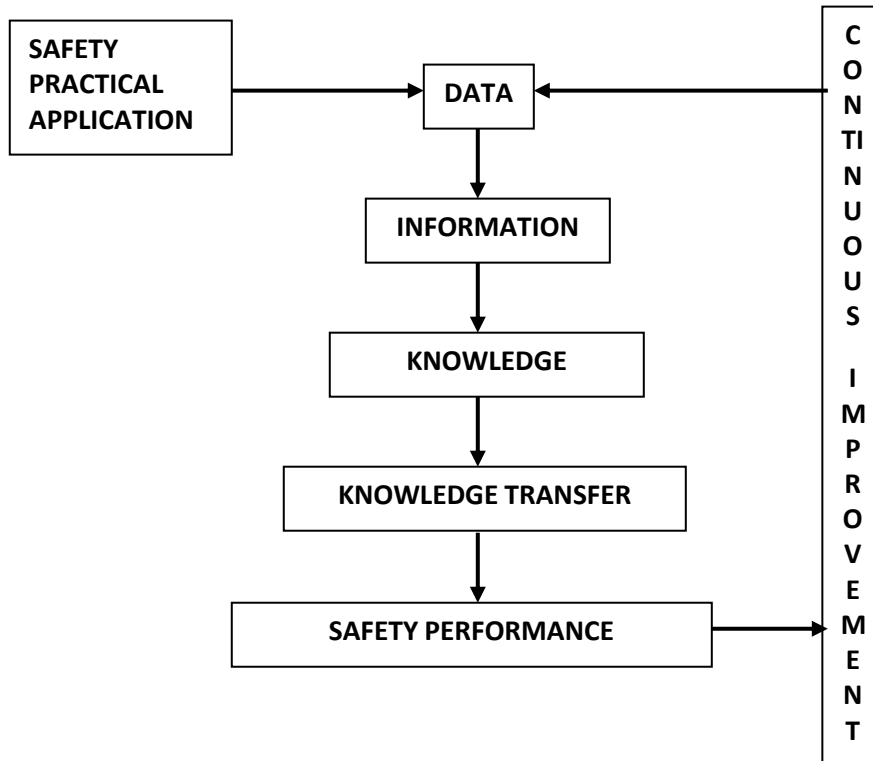 SAFETY
PRACTICAL
APPLICATION
DATA
INFORMATION
KNOWLEDGE
KNOWLEDGE TRANSFER
SAFETY PERFORMANCE
C
O
N
TI
N
U
O
U
S
I
M
P
R
O
V
E
M
E
N
T